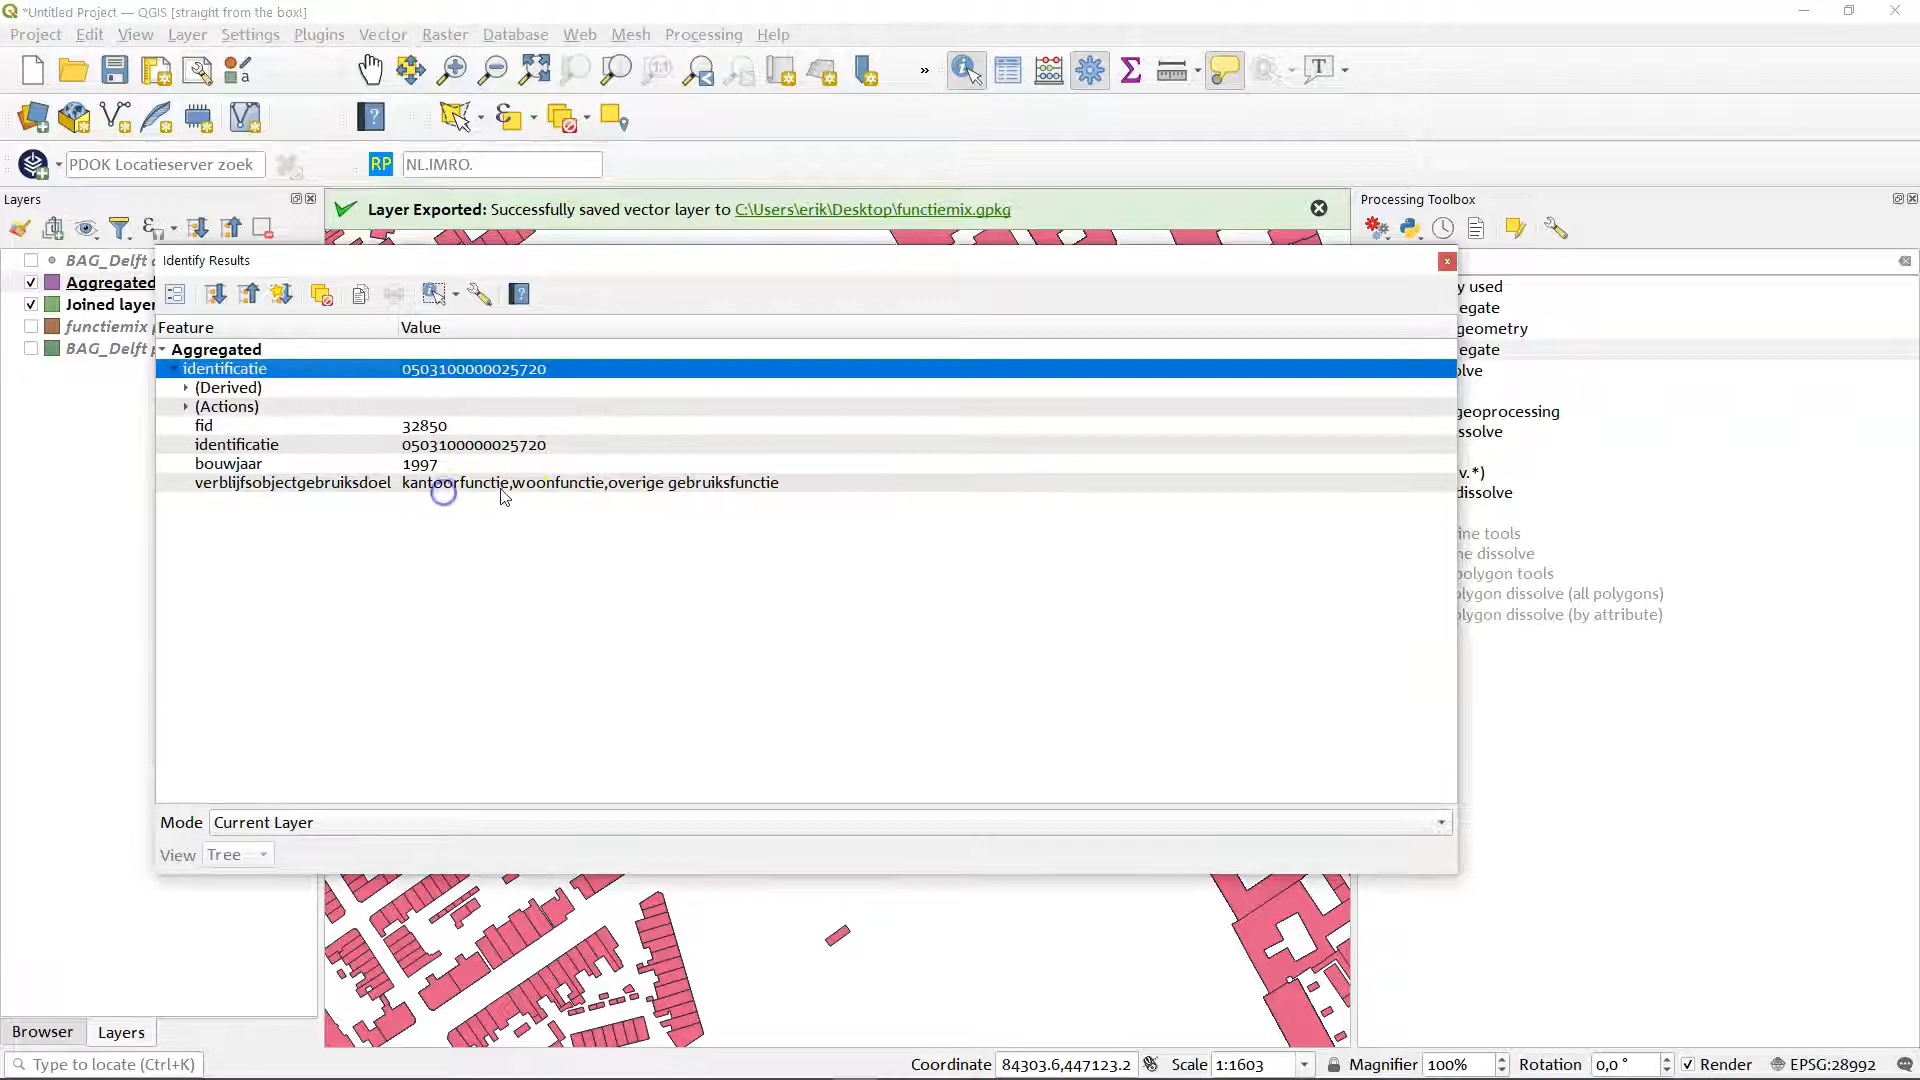 *Untitled Project — QGIS [straight from the box!]
Project Edit View Layer Settings Plugins Vector Raster Database Web Mesh Processing Help
PDOK Locatieserver zoek RP NL.IMRO.
Layers
Layer Exported: Successfully saved vector layer to C:\Users\erik\Desktop\functiemix.gpkg
Processing Toolbox
BAG_Delft
Aggregated
Joined layer
functiemix
BAG_Delft
Identify Results
Feature Value
Aggregated
identificatie 0503100000025720
(Derived)
(Actions)
fid 32850
identificatie 0503100000025720
bouwjaar 1997
verblijfsobjectgebruiksdoel kantoorfunctie,woonfunctie,overige gebruiksfunctie
Mode Current Layer
View Tree
y used
egate
geometry
egate
lve
geoprocessing
ssolve
v.*)
dissolve
ine tools
ne dissolve
polygon tools
lygon dissolve (all polygons)
lygon dissolve (by attribute)
Browser Layers
Type to locate (Ctrl+K) Coordinate 84303.6,447123.2 Scale 1:1603 Magnifier 100% Rotation 0,0 ° Render EPSG:28992